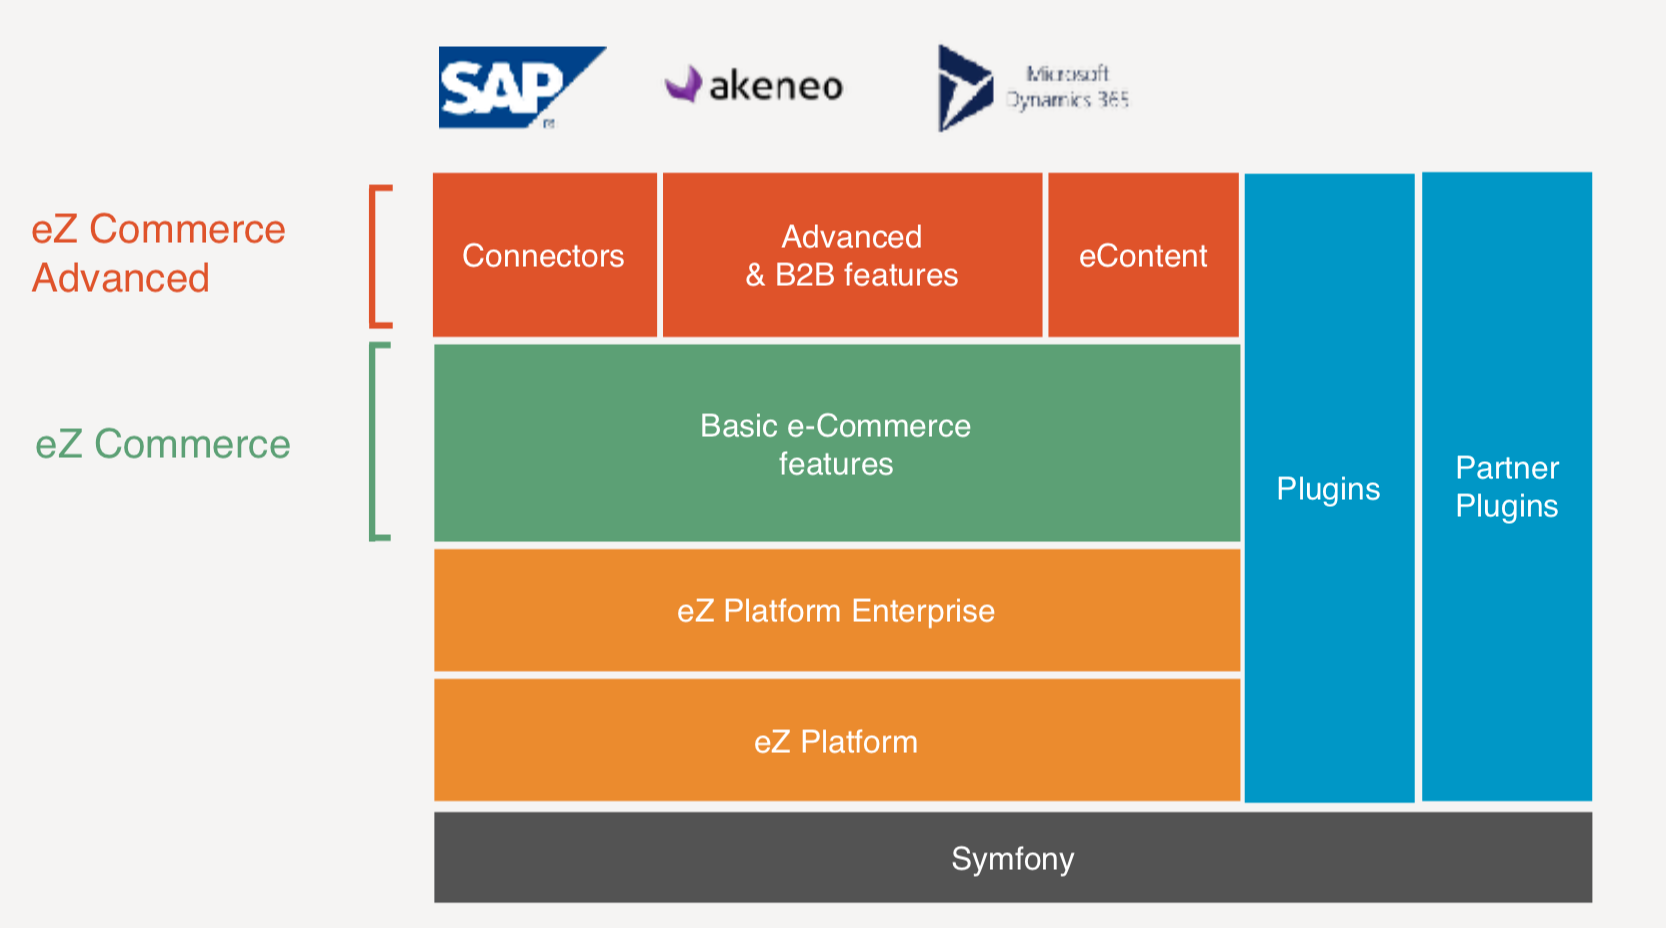 SAP
akeneo
Microsoft
Dynamics 365
eZ Commerce
Advanced
Connectors
Advanced
& B2B features
eContent
eZ Commerce
Basic e-Commerce
features
Plugins
Partner
Plugins
eZ Platform Enterprise
eZ Platform
Symfony